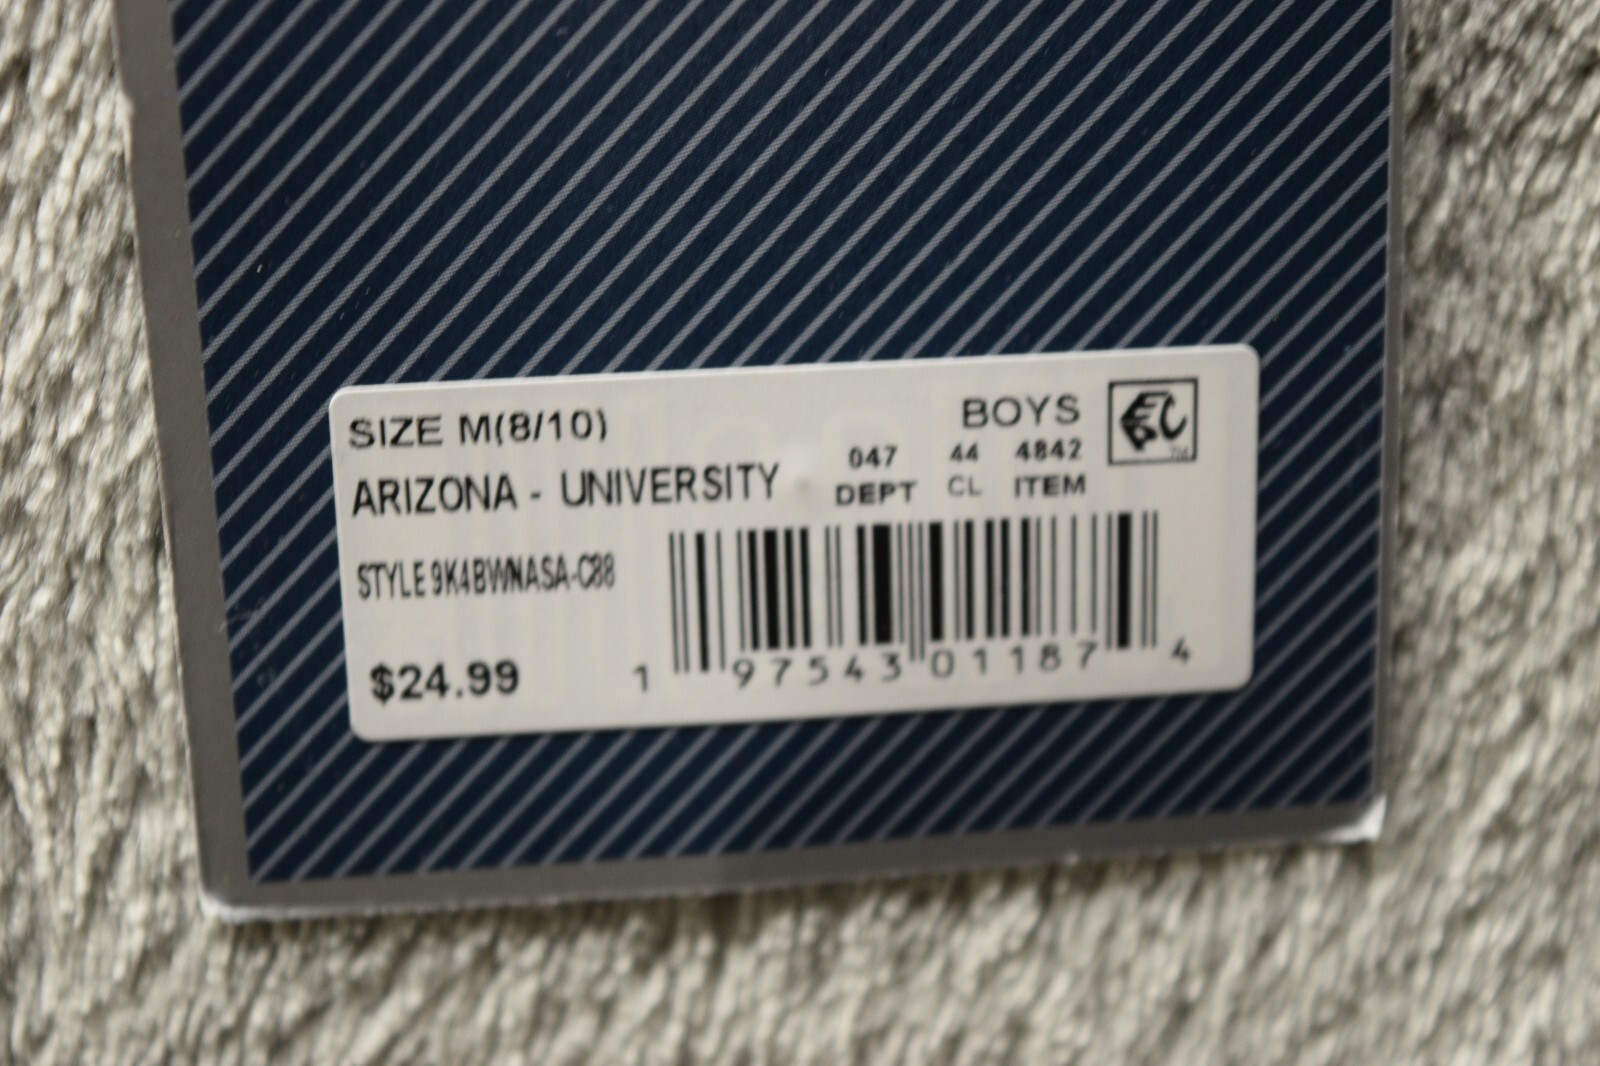 SIZE M(8/10)
BOYS
ARIZONA - UNIVERSITY
047 44 4842
DEPT CL ITEM
STYLE 9K4BWNASA-C88
$24.99
1 97543 01187 4
TM